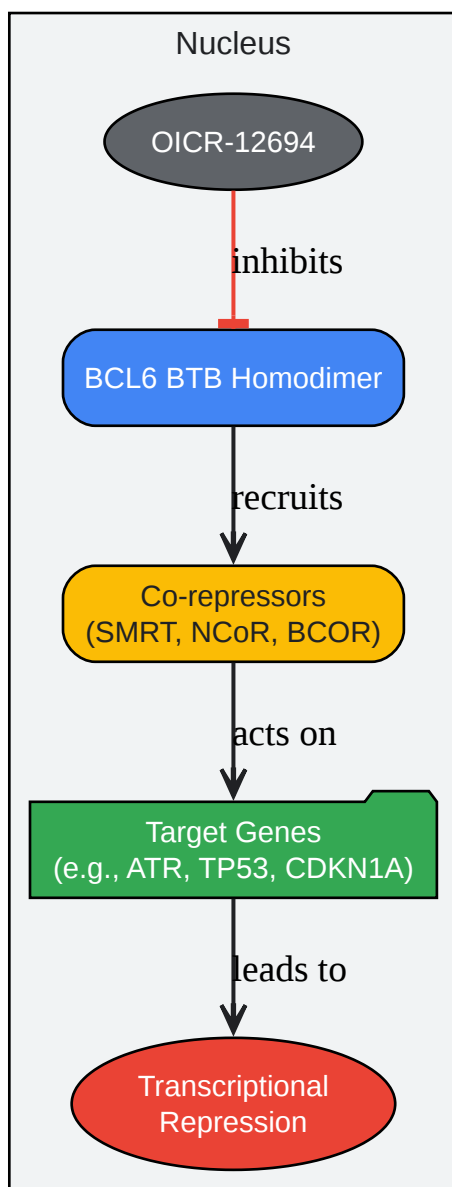 Nucleus
OICR-12694
inhibits
BCL6 BTB Homodimer
recruits
Co-repressors
(SMRT, NCoR, BCOR)
acts on
Target Genes
(e.g., ATR, TP53, CDKN1A)
leads to
Transcriptional
Repression